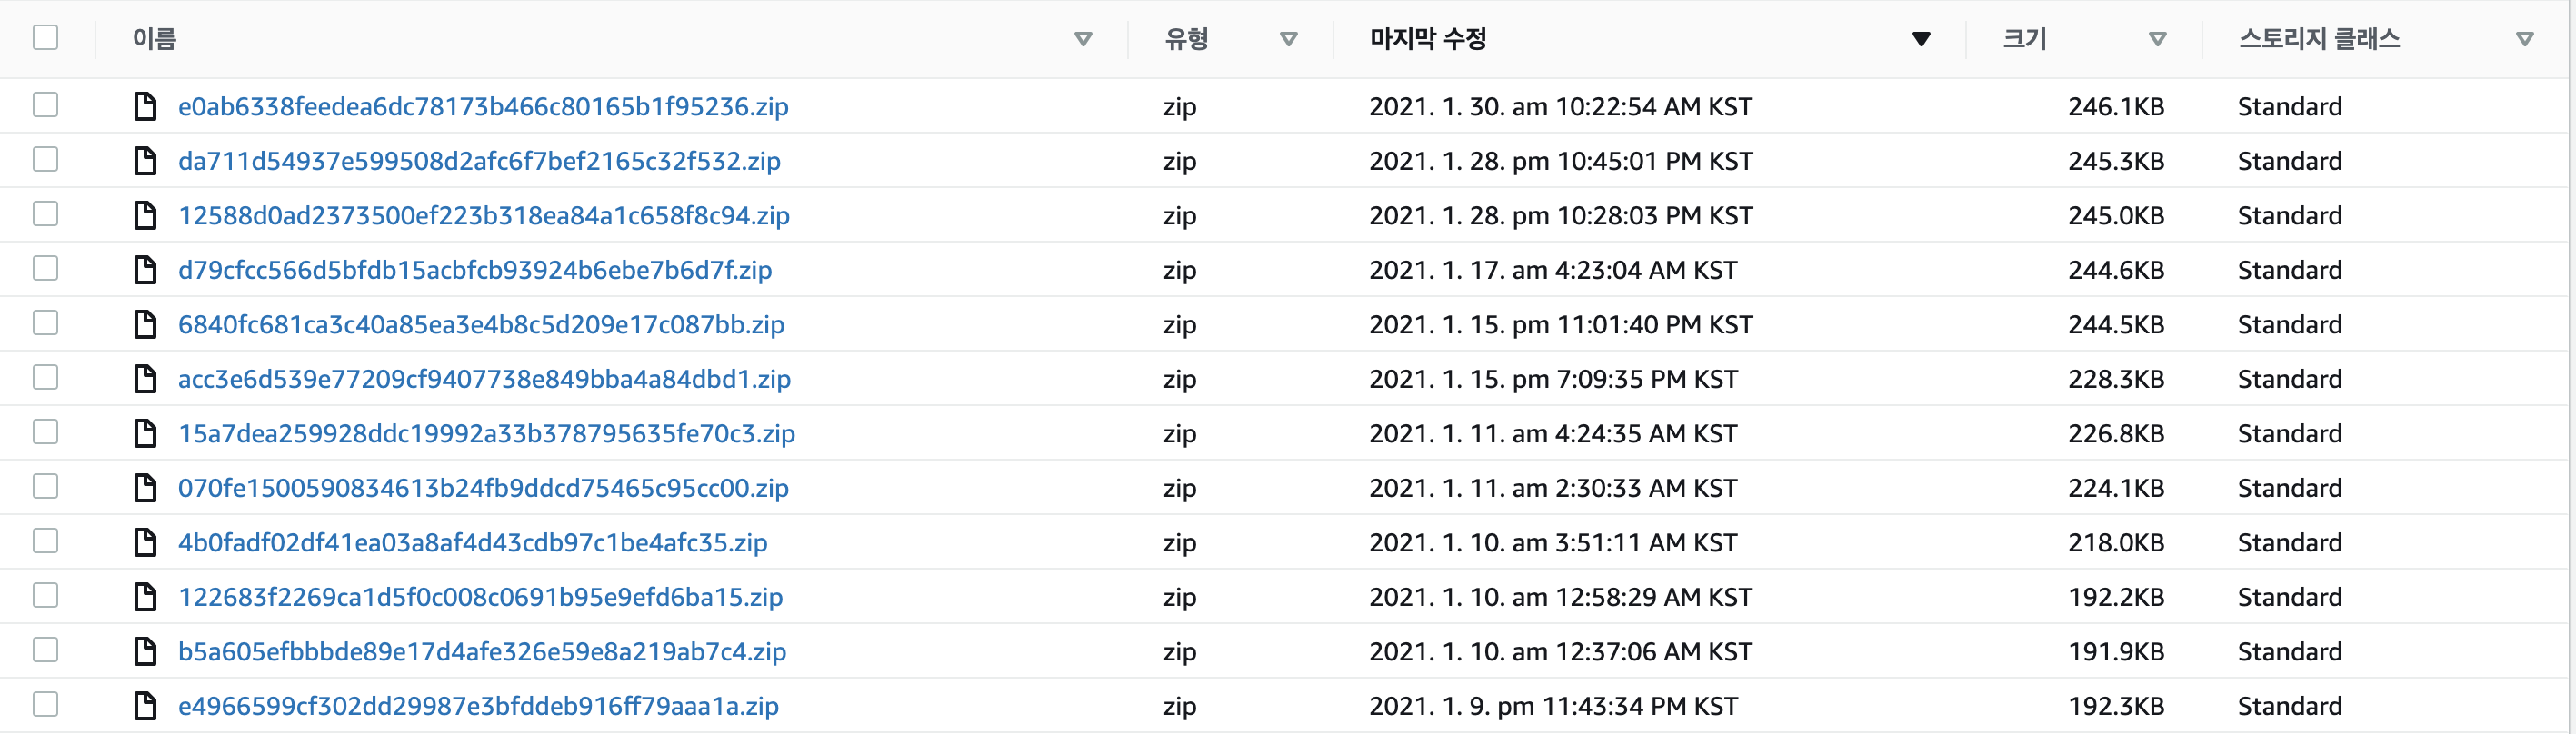 이름 유형 마지막 수정 크기 스토리지 클래스
e0ab6338feedea6dc78173b466c80165b1f95236.zip zip 2021. 1. 30. am 10:22:54 AM KST 246.1KB Standard
da711d54937e599508d2afc6f7bef2165c32f532.zip zip 2021. 1. 28. pm 10:45:01 PM KST 245.3KB Standard
12588d0ad2373500ef223b318ea84a1c658f8c94.zip zip 2021. 1. 28. pm 10:28:03 PM KST 245.0KB Standard
d79cfcc566d5bfdb15acbfcb93924b6ebe7b6d7f.zip zip 2021. 1. 17. am 4:23:04 AM KST 244.6KB Standard
6840fc681ca3c40a85ea3e4b8c5d209e17c087bb.zip zip 2021. 1. 15. pm 11:01:40 PM KST 244.5KB Standard
acc3e6d539e77209cf9407738e849bba4a84dbd1.zip zip 2021. 1. 15. pm 7:09:35 PM KST 228.3KB Standard
15a7dea259928ddc19992a33b378795635fe70c3.zip zip 2021. 1. 11. am 4:24:35 AM KST 226.8KB Standard
070fe1500590834613b24fb9ddcd75465c95cc00.zip zip 2021. 1. 11. am 2:30:33 AM KST 224.1KB Standard
4b0fadf02df41ea03a8af4d43cdb97c1be4afc35.zip zip 2021. 1. 10. am 3:51:11 AM KST 218.0KB Standard
122683f2269ca1d5f0c008c0691b95e9efd6ba15.zip zip 2021. 1. 10. am 12:58:29 AM KST 192.2KB Standard
b5a605efbbbde89e17d4afe326e59e8a219ab7c4.zip zip 2021. 1. 10. am 12:37:06 AM KST 191.9KB Standard
e4966599cf302dd29987e3bfddeb916ff79aaa1a.zip zip 2021. 1. 9. pm 11:43:34 PM KST 192.3KB Standard